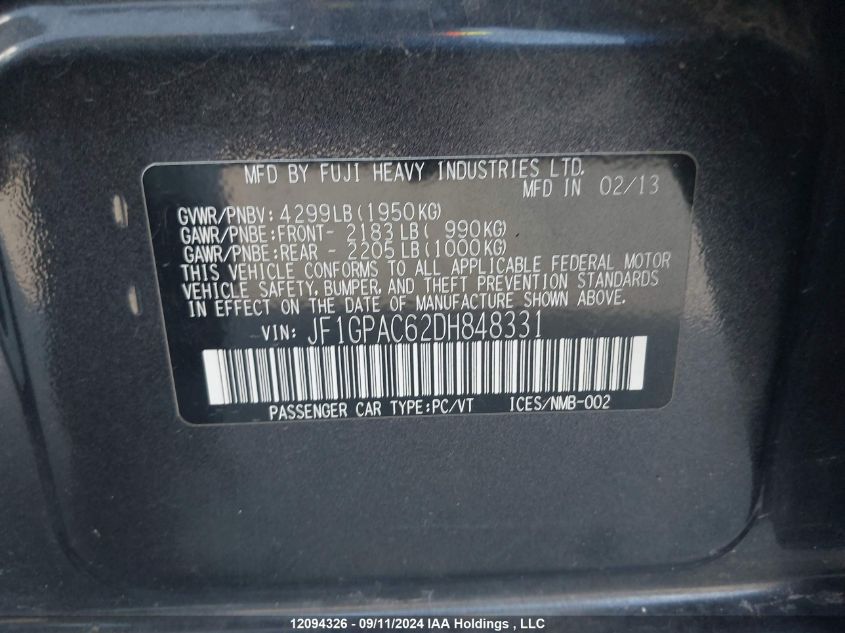 MFD BY FUJI HEAVY INDUSTRIES LTD.
MFD IN 02/13
GVWR/PNBV: 4299LB(1950KG)
GAWR/PNBE:FRONT- 2183LB( 990KG)
GAWR/PNBE:REAR - 2205LB(1000KG)
THIS VEHICLE CONFORMS TO ALL APPLICABLE FEDERAL MOTOR
VEHICLE SAFETY, BUMPER, AND THEFT PREVENTION STANDARDS
IN EFFECT ON THE DATE OF MANUFACTURE SHOWN ABOVE.
VIN: JF1GPAC62DH848331
PASSENGER CAR TYPE:PC/VT ICES/NMB-002
12094326 - 09/11/2024 IAA Holdings , LLC